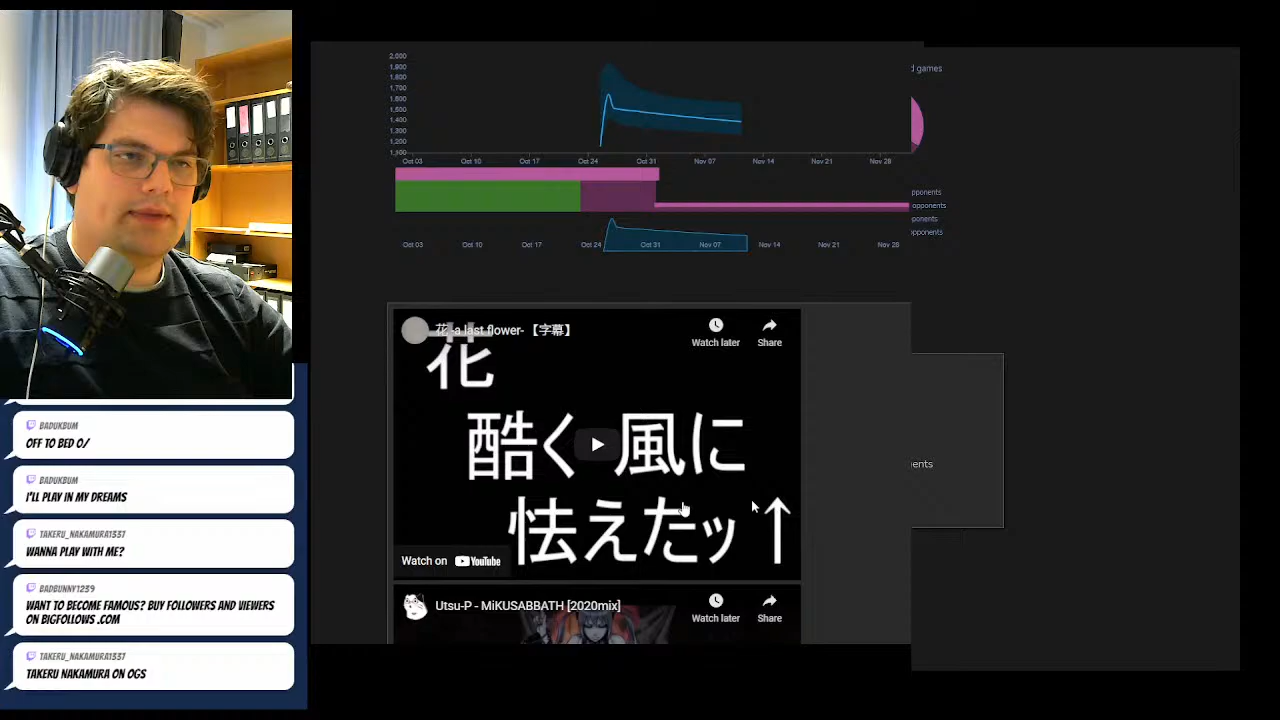 2,000
1,900
1,800
1,700
1,600
1,500
1,400
1,300
1,200
1,100
Oct 03 Oct 10 Oct 17 Oct 24 Oct 31 Nov 07 Nov 14 Nov 21 Nov 28
Oct 03 Oct 10 Oct 17 Oct 24 Oct 31 Nov 07 Nov 14 Nov 21 Nov 28
d games
pponents
opponents
ponents
pponents
ents
花 -a last flower- 【字幕】
Watch later
Share
花
酷く 風に
怯えたッ↑
Watch on YouTube
Utsu-P - MiKUSABBATH [2020mix]
Watch later
Share
BADUKBUM
OFF TO BED O/
BADUKBUM
I'LL PLAY IN MY DREAMS
TAKERU_NAKAMURA1337
WANNA PLAY WITH ME?
BADBUNNY1239
WANT TO BECOME FAMOUS? BUY FOLLOWERS AND VIEWERS
ON BIGFOLLOWS .COM
TAKERU_NAKAMURA1337
TAKERU NAKAMURA ON OGS